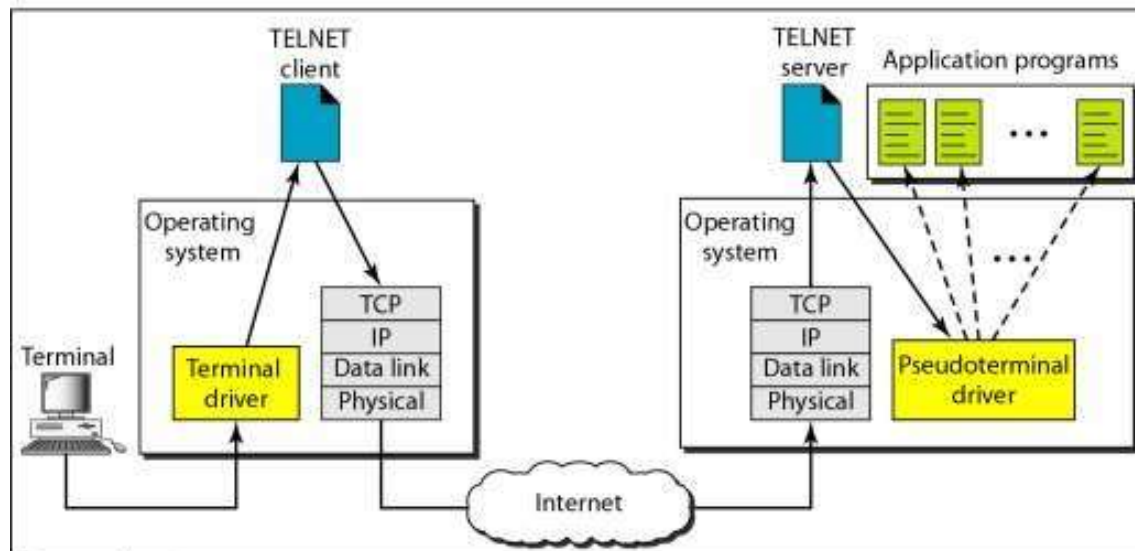 TELNET
client
TELNET
server
Application programs
Operating
system
Operating
system
TCP
IP
Data link
Physical
TCP
IP
Data link
Physical
Terminal
Terminal
driver
Pseudoterminal
driver
Internet